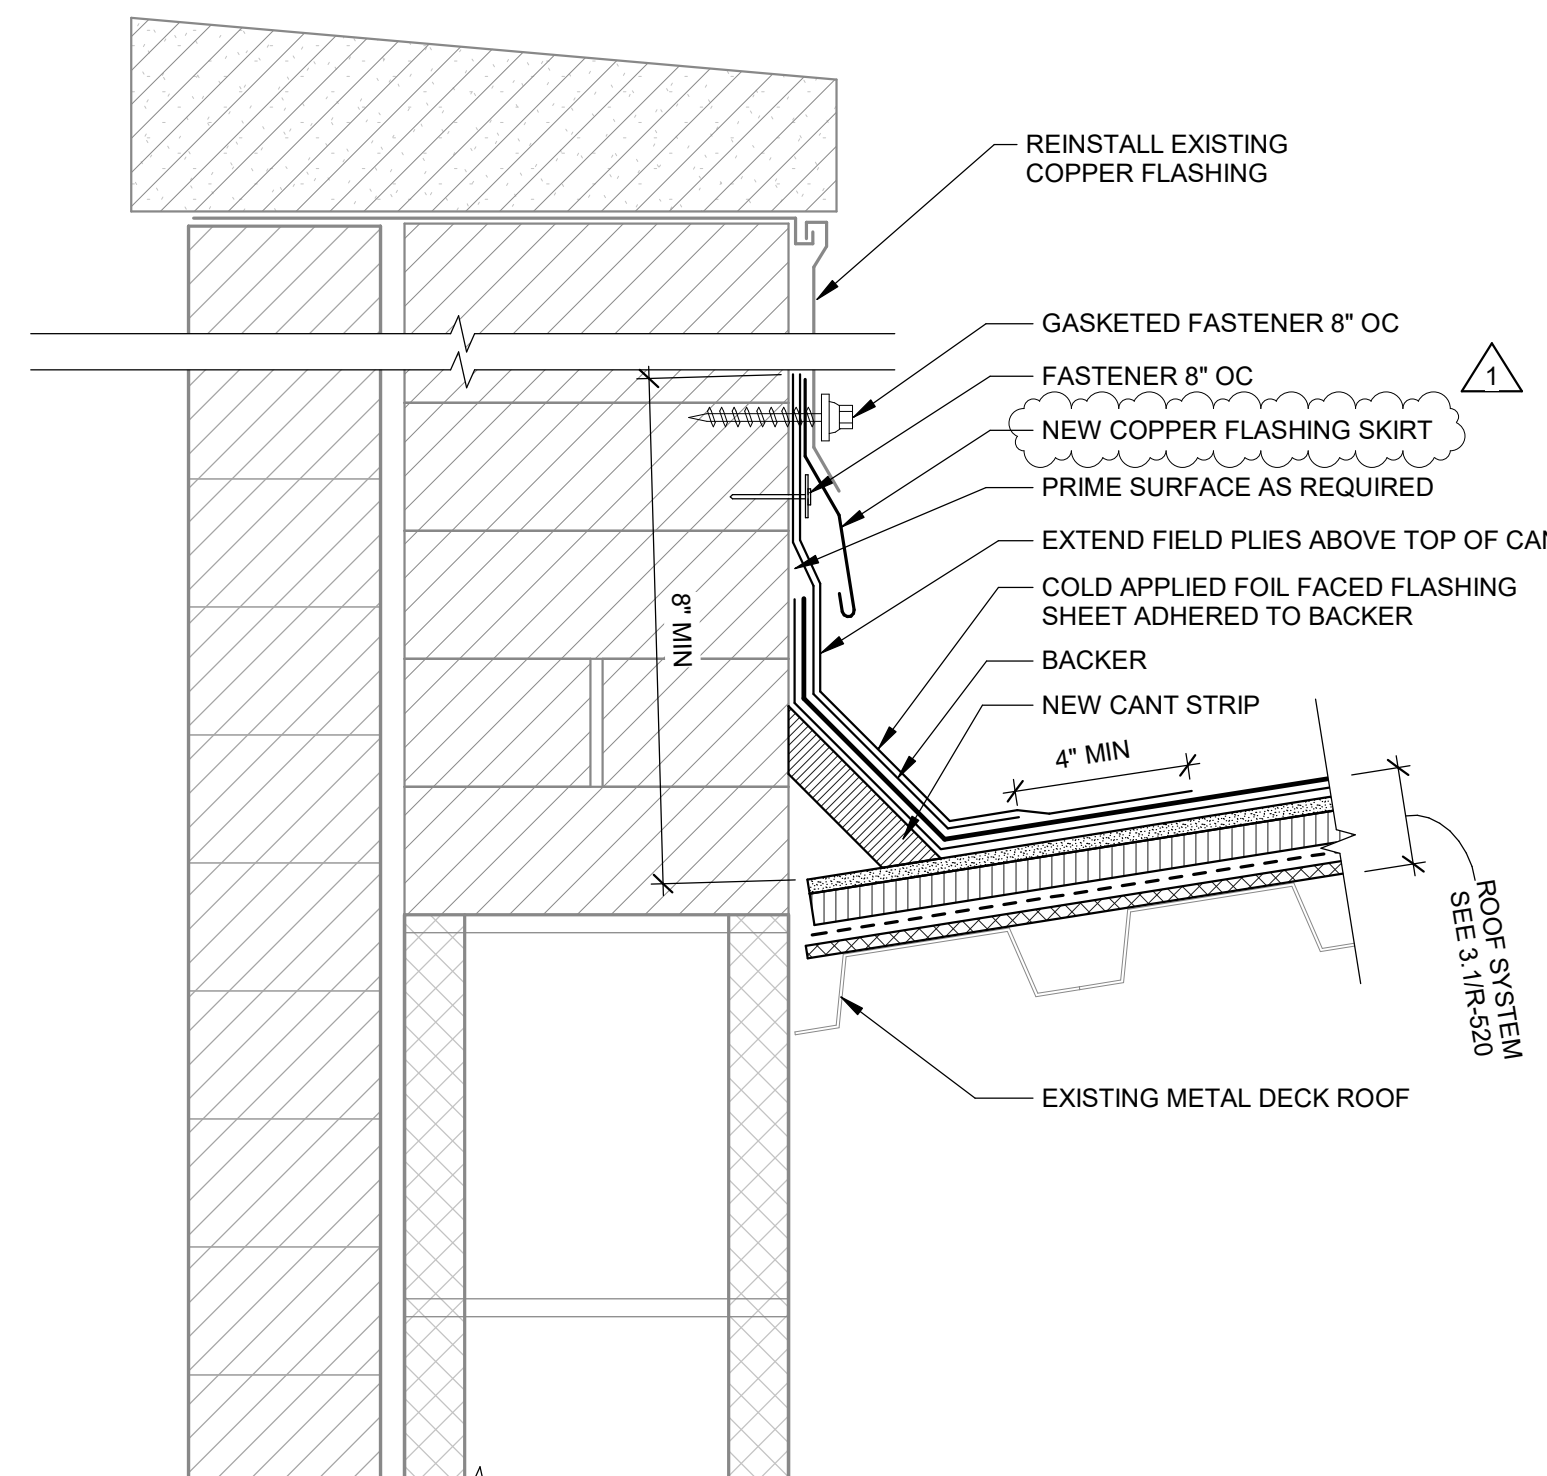 REINSTALL EXISTING
COPPER FLASHING
GASKETED FASTENER 8" OC
FASTENER 8" OC
1
NEW COPPER FLASHING SKIRT
PRIME SURFACE AS REQUIRED
EXTEND FIELD PLIES ABOVE TOP OF
COLD APPLIED FOIL FACED FLASHING
SHEET ADHERED TO BACKER
BACKER
NEW CANT STRIP
8" MIN
4" MIN
ROOF SYSTEM
SEE 3.1/R-520
EXISTING METAL DECK ROOF